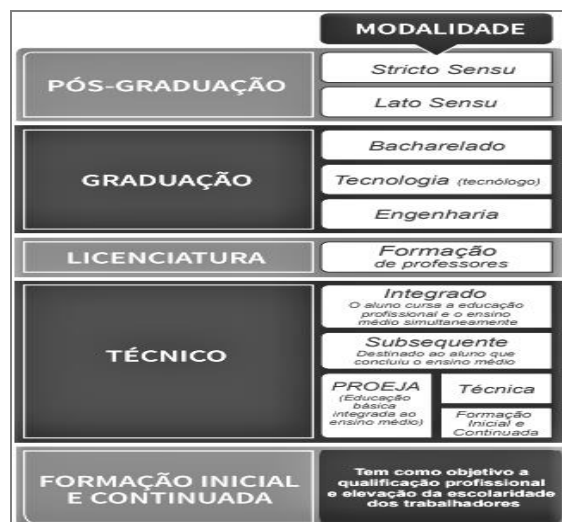 MODALIDADE
PÓS-GRADUAÇÃO
Stricto Sensu
Lato Sensu
GRADUAÇÃO
Bacharelado
Tecnologia (tecnólogo)
Engenharia
LICENCIATURA
Formação
de professores
TÉCNICO
Integrado
O aluno cursa a educação
profissional e o ensino
médio simultaneamente
Subsequente
Destinado ao aluno que
concluiu o ensino médio
PROEJA
(Educação
básica
integrada ao
ensino médio)
Técnica
Formação
Inicial e
Continuada
FORMAÇÃO INICIAL
E CONTINUADA
Tem como objetivo a
qualificação profissional
e elevação da escolaridade
dos trabalhadores